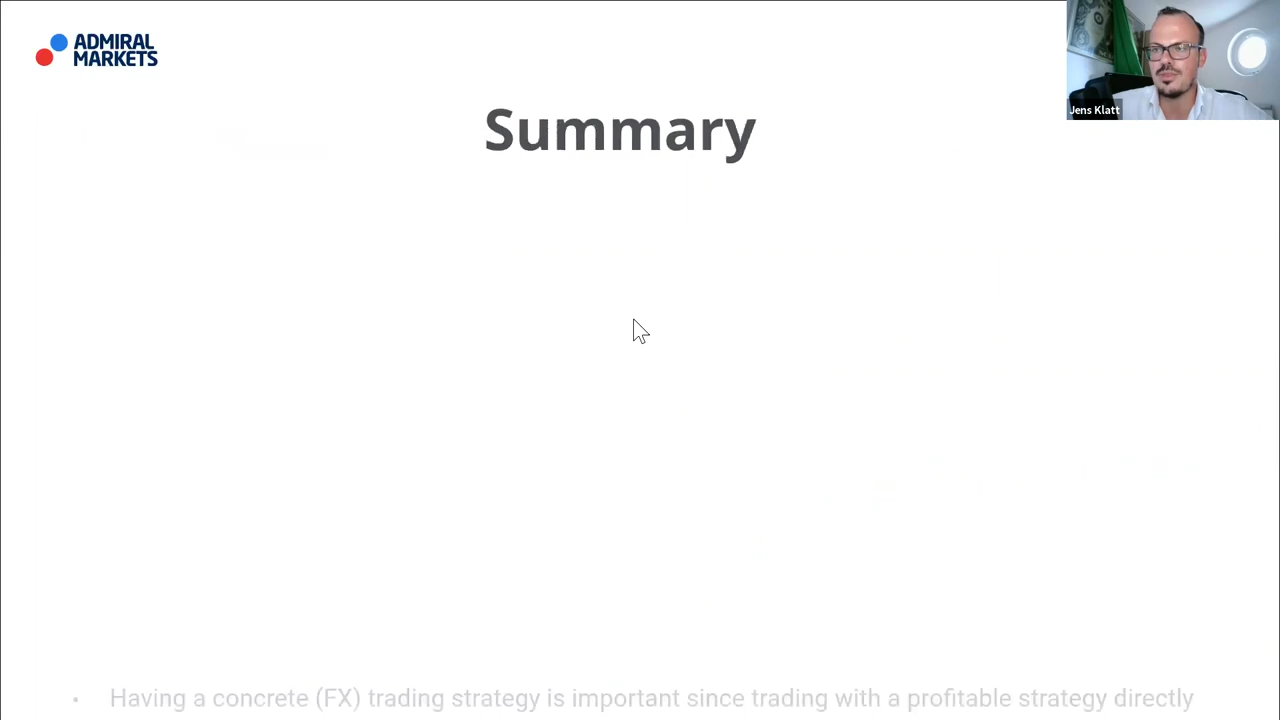 ADMIRAL
MARKETS
Jens Klatt
Summary
• Having a concrete (FX) trading strategy is important since trading with a profitable strategy directly